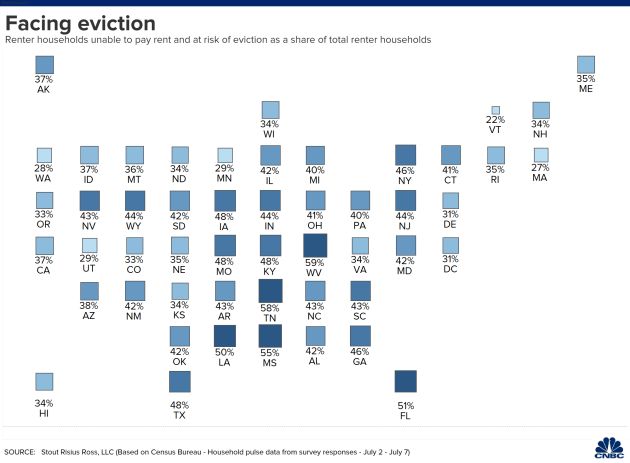 Facing eviction
Renter households unable to pay rent and at risk of eviction as a share of total renter households
37%
AK
35%
ME
34%
WI
22%
VT
34%
NH
28%
WA
37%
ID
36%
MT
34%
ND
29%
MN
42%
IL
40%
MI
46%
NY
41%
CT
35%
RI
27%
MA
33%
OR
43%
NV
44%
WY
42%
SD
48%
IA
44%
IN
41%
OH
40%
PA
44%
NJ
31%
DE
37%
CA
29%
UT
33%
CO
35%
NE
48%
MO
48%
KY
59%
WV
34%
VA
42%
MD
31%
DC
38%
AZ
42%
NM
34%
KS
43%
AR
58%
TN
43%
NC
43%
SC
42%
OK
50%
LA
55%
MS
42%
AL
46%
GA
34%
HI
48%
TX
51%
FL
SOURCE: Stout Risius Ross, LLC (Based on Census Bureau - Household pulse data from survey responses - July 2 - July 7)
CNBC